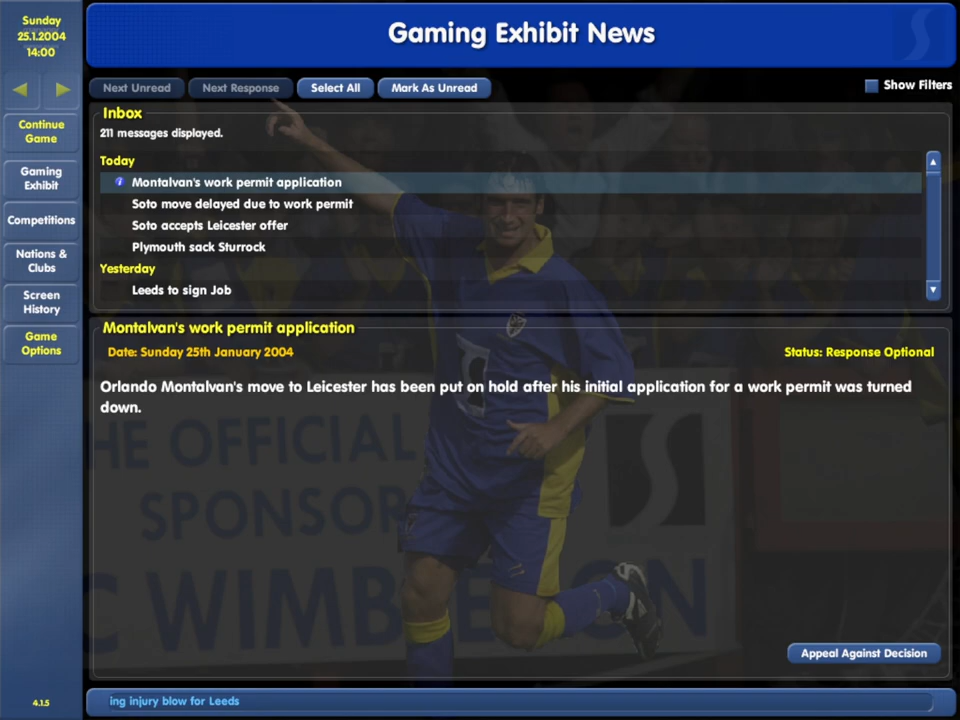 Sunday
25.1.2004
14:00
Gaming Exhibit News
Next Unread
Next Response
Select All
Mark As Unread
Show Filters
Continue
Game
Gaming
Exhibit
Competitions
Nations &
Clubs
Screen
History
Game
Options
Inbox
211 messages displayed.
Today
Montalvan's work permit application
Soto move delayed due to work permit
Soto accepts Leicester offer
Plymouth sack Sturrock
Yesterday
Leeds to sign Job
Montalvan's work permit application
Date: Sunday 25th January 2004
Status: Response Optional
Orlando Montalvan's move to Leicester has been put on hold after his initial application for a work permit was turned
down.
HE OFFICIAL
SPONSOR
C WIMB ON
Appeal Against Decision
4.1.5
ing injury blow for Leeds